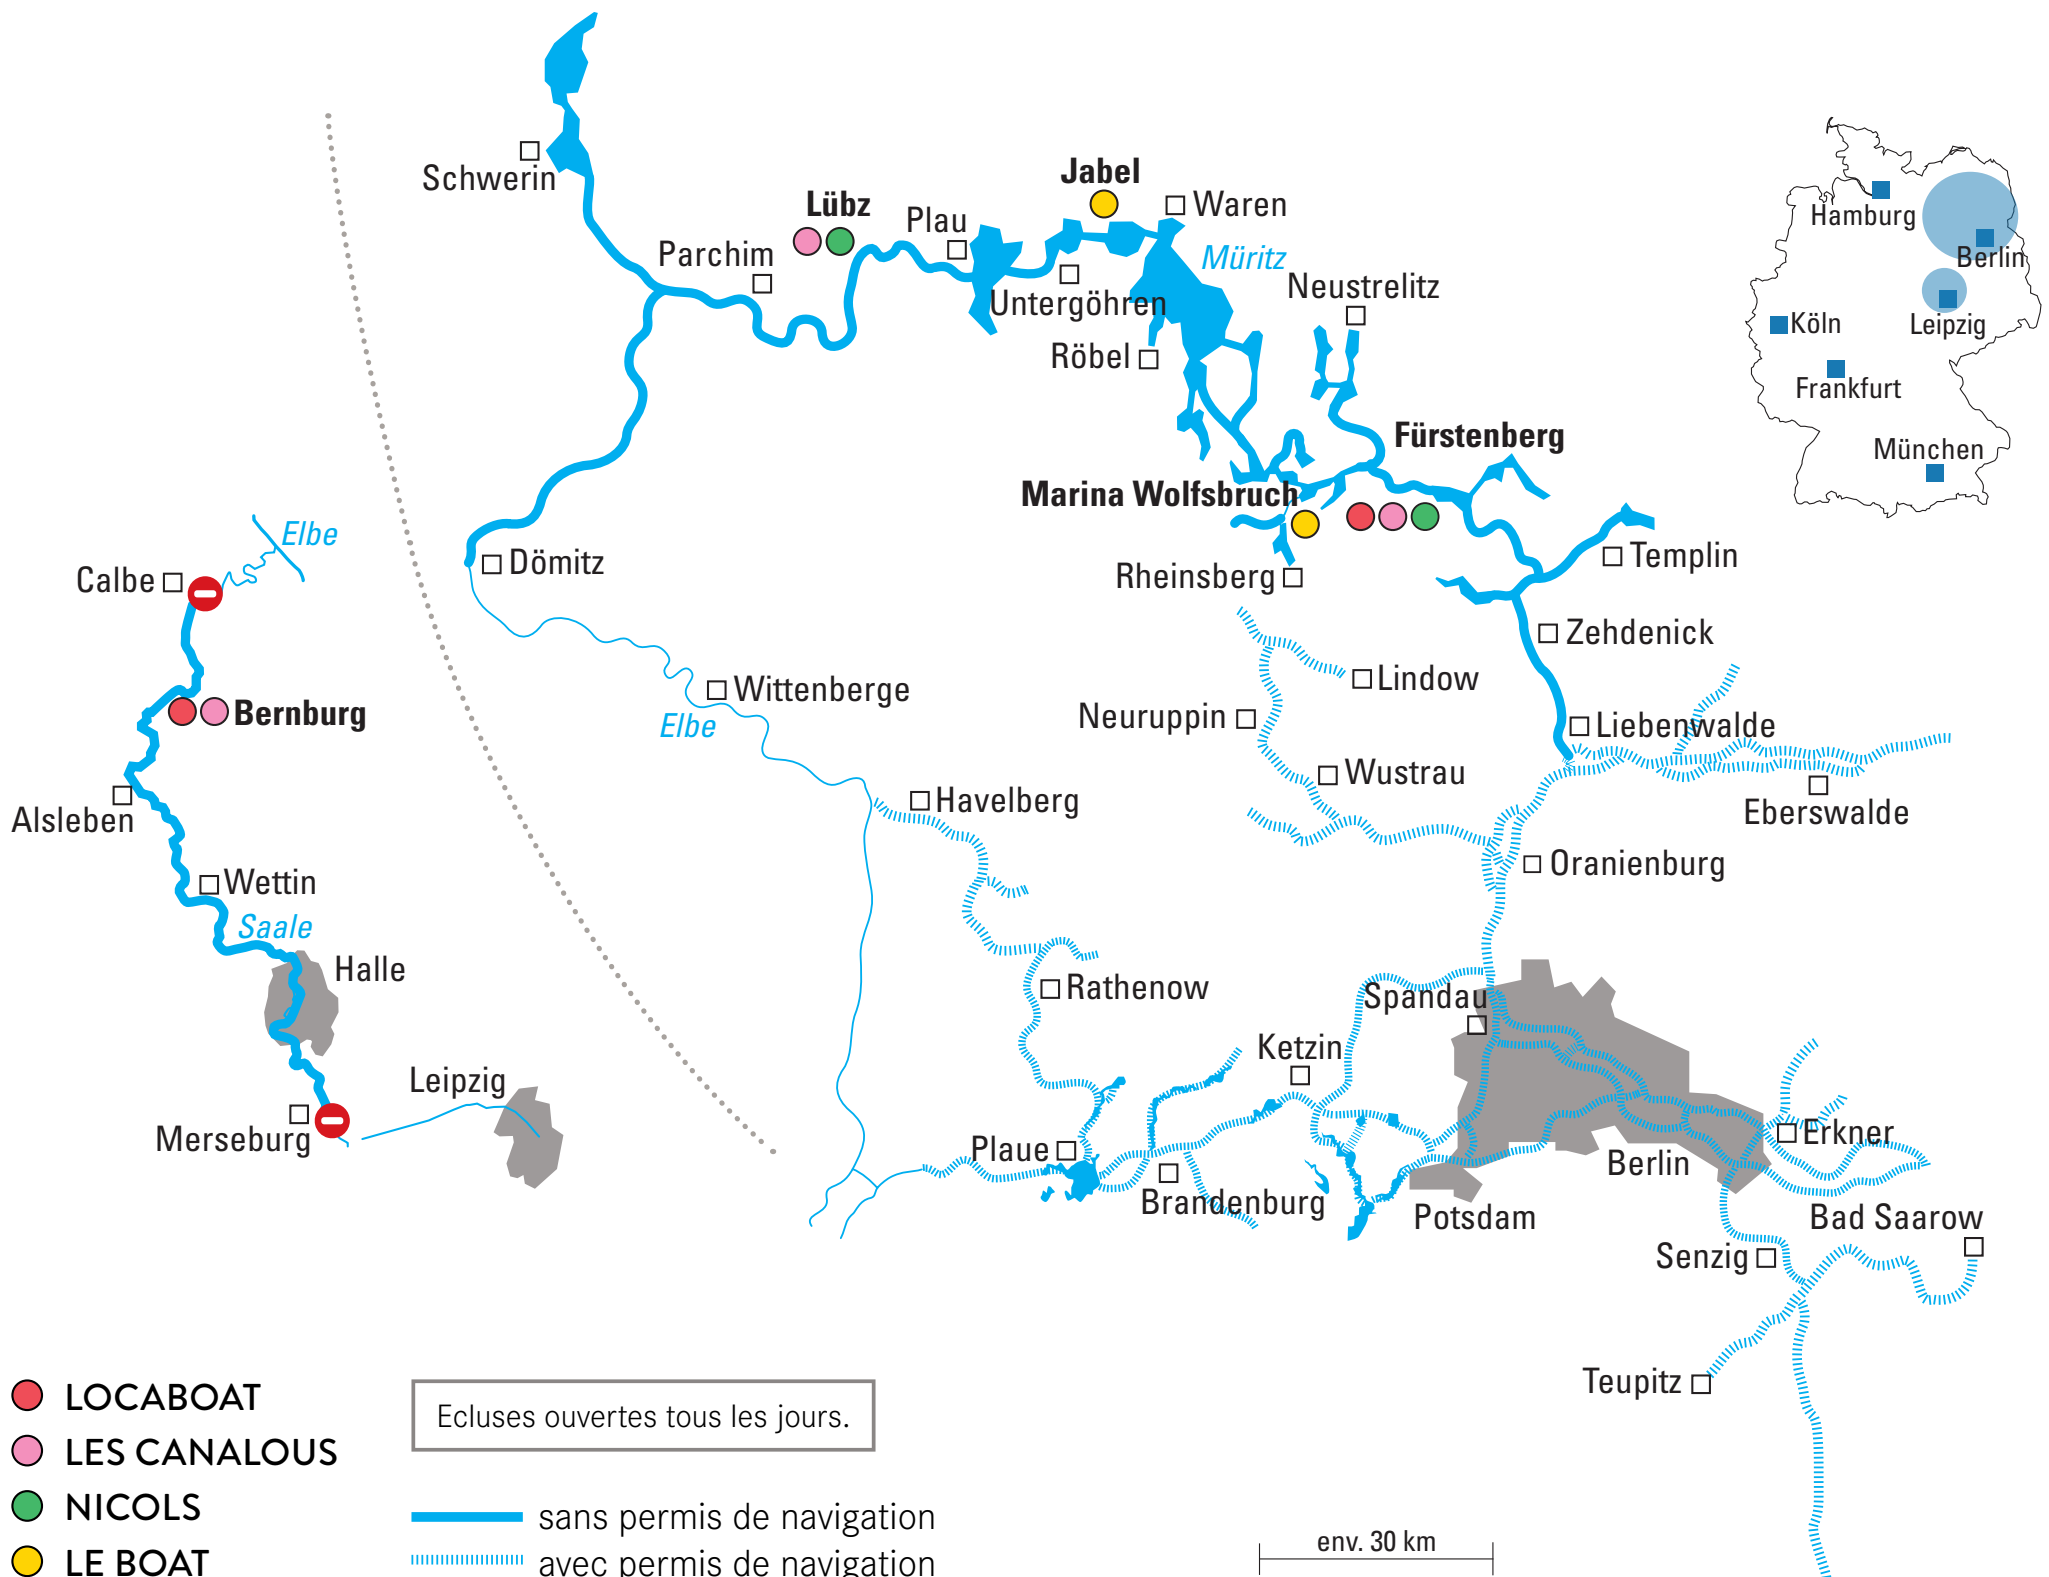 Schwerin
Parchim
Lübz
Plau
Jabel
Waren
Müritz
Untergöhren
Röbel
Neustrelitz
Fürstenberg
Marina Wolfsbruch
Rheinsberg
Templin
Zehdenick
Lindow
Neuruppin
Wustrau
Liebenwalde
Eberswalde
Oranienburg
Hamburg
Berlin
Leipzig
Köln
Frankfurt
München
Elbe
Calbe
Bernburg
Alsleben
Wettin
Saale
Halle
Leipzig
Merseburg
Dömitz
Wittenberge
Elbe
Havelberg
Rathenow
Plaue
Brandenburg
Ketzin
Spandau
Potsdam
Berlin
Erkner
Bad Saarow
Senzig
Teupitz
LOCABOAT
LES CANALOUS
NICOLS
LE BOAT
Ecluses ouvertes tous les jours.
sans permis de navigation
avec permis de navigation
env. 30 km